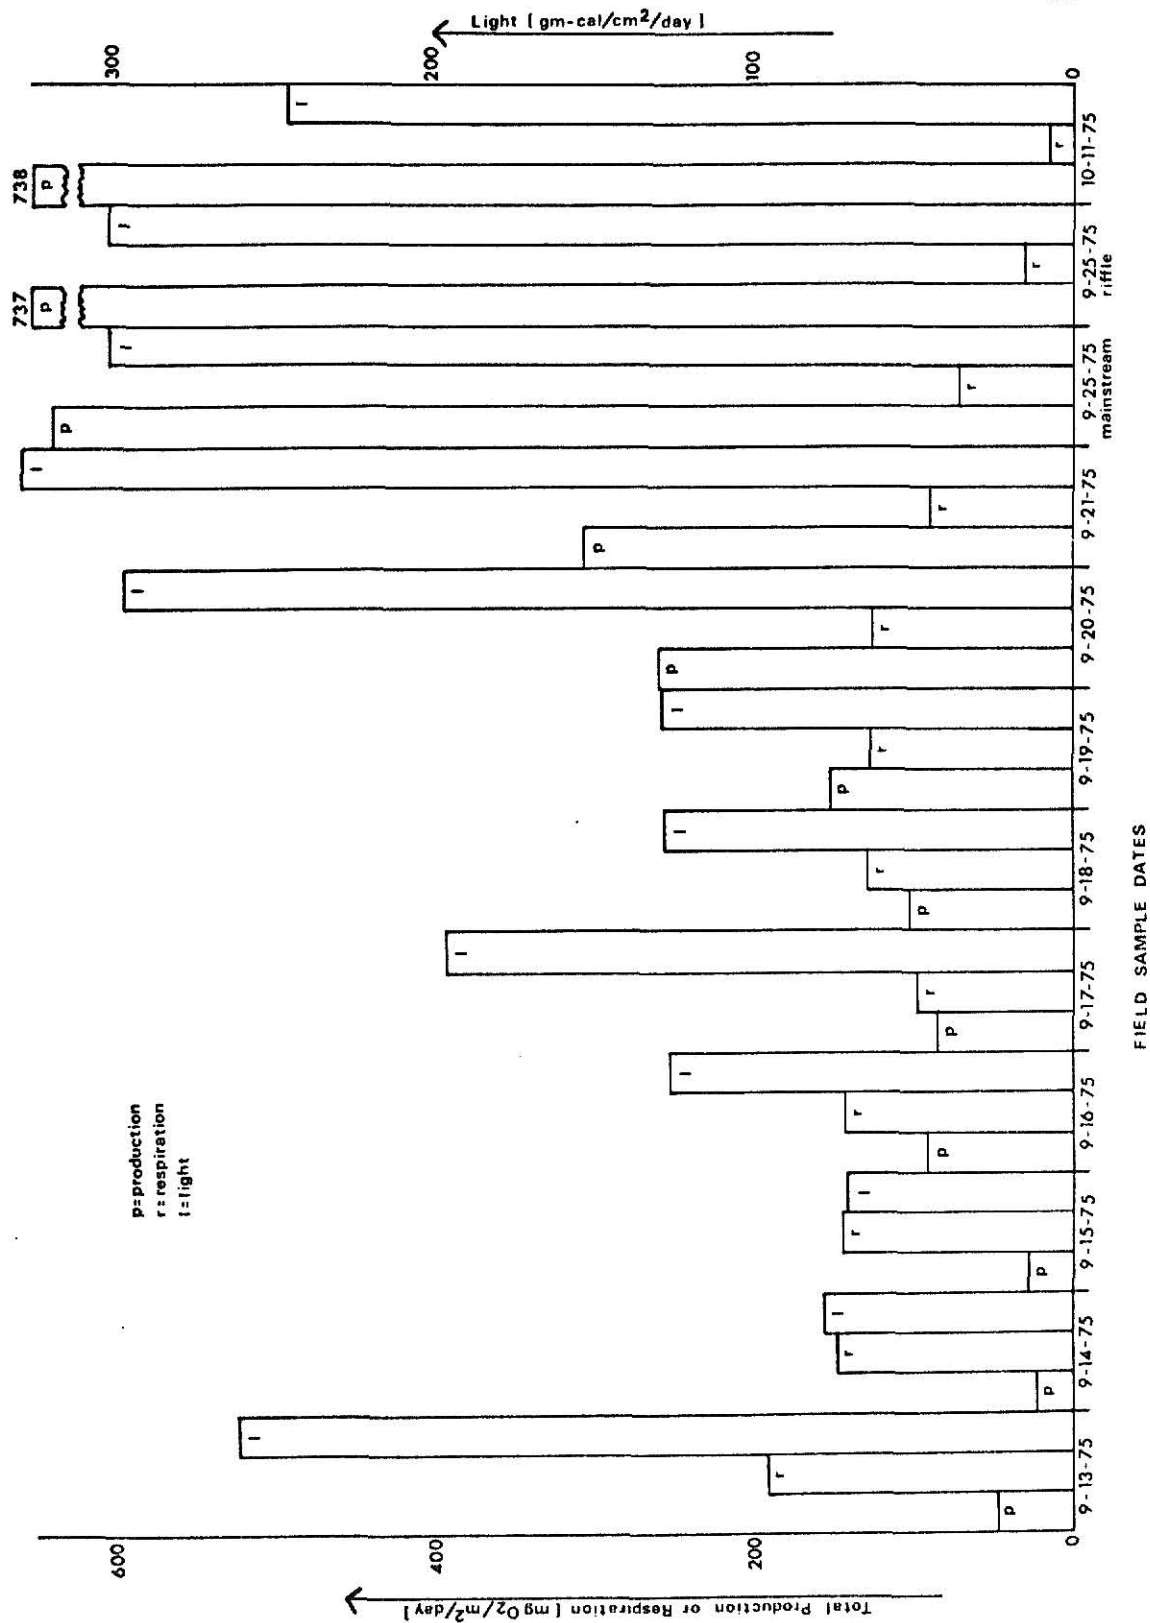 Light [ gm-cal/cm²/day ]
300
200
100
0
738
737
p
r
l
p
l
r
p
l
r
p
l
r
p
l
r
p
l
r
p
l
r
p
l
r
p
l
r
p
l
r
p
l
r
p
l
r
p
10-11-75
9-25-75
riffle
9-25-75
mainstream
9-21-75
9-20-75
9-19-75
9-18-75
9-17-75
9-16-75
9-15-75
9-14-75
9-13-75
FIELD SAMPLE DATES
p=production
r=respiration
l=light
600
400
200
0
Total Production or Respiration [ mg O₂/m²/day ]